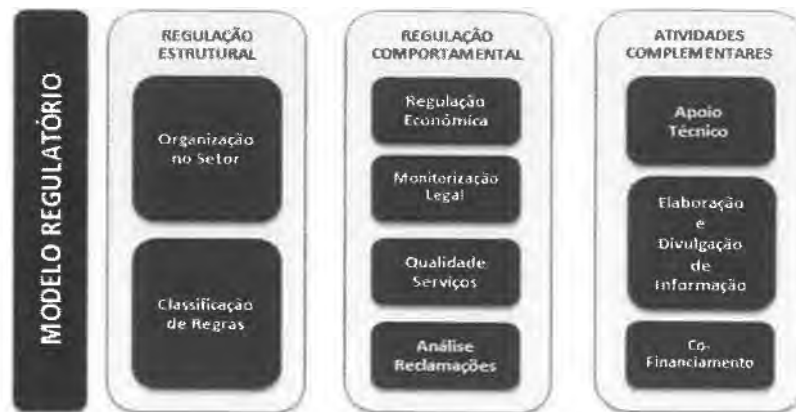 MODELO REGULATÓRIO
REGULAÇÃO
ESTRUTURAL
Organização
no Setor
Classificação
de Regras
REGULAÇÃO
COMPORTAMENTAL
Regulação
Económica
Monitorização
Legal
Qualidade
Serviços
Análise
Reclamações
ATIVIDADES
COMPLEMENTARES
Apoio
Técnico
Elaboração
e
Divulgação
de
Informação
Co-
Financiamento